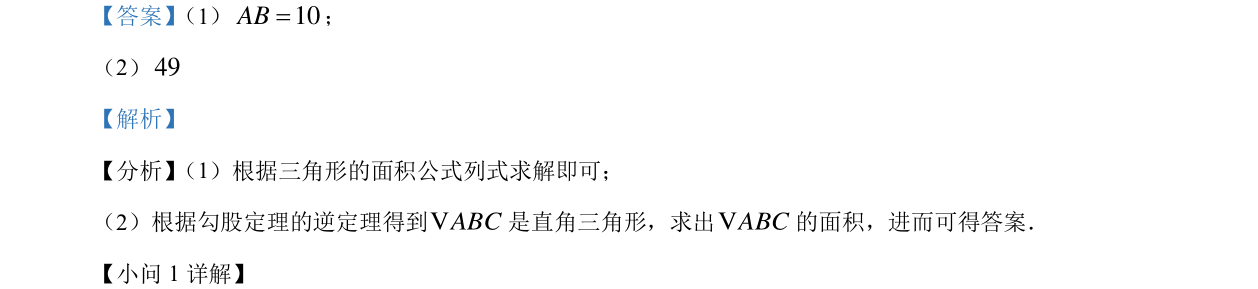 【答案】（1） AB＝10；
（2） 49
【解析】
【分析】（1）根据三角形的面积公式列式求解即可；
（2）根据勾股定理的逆定理得到VABC 是直角三角形，求出VABC 的面积，进而可得答案．
【小问 1 详解】